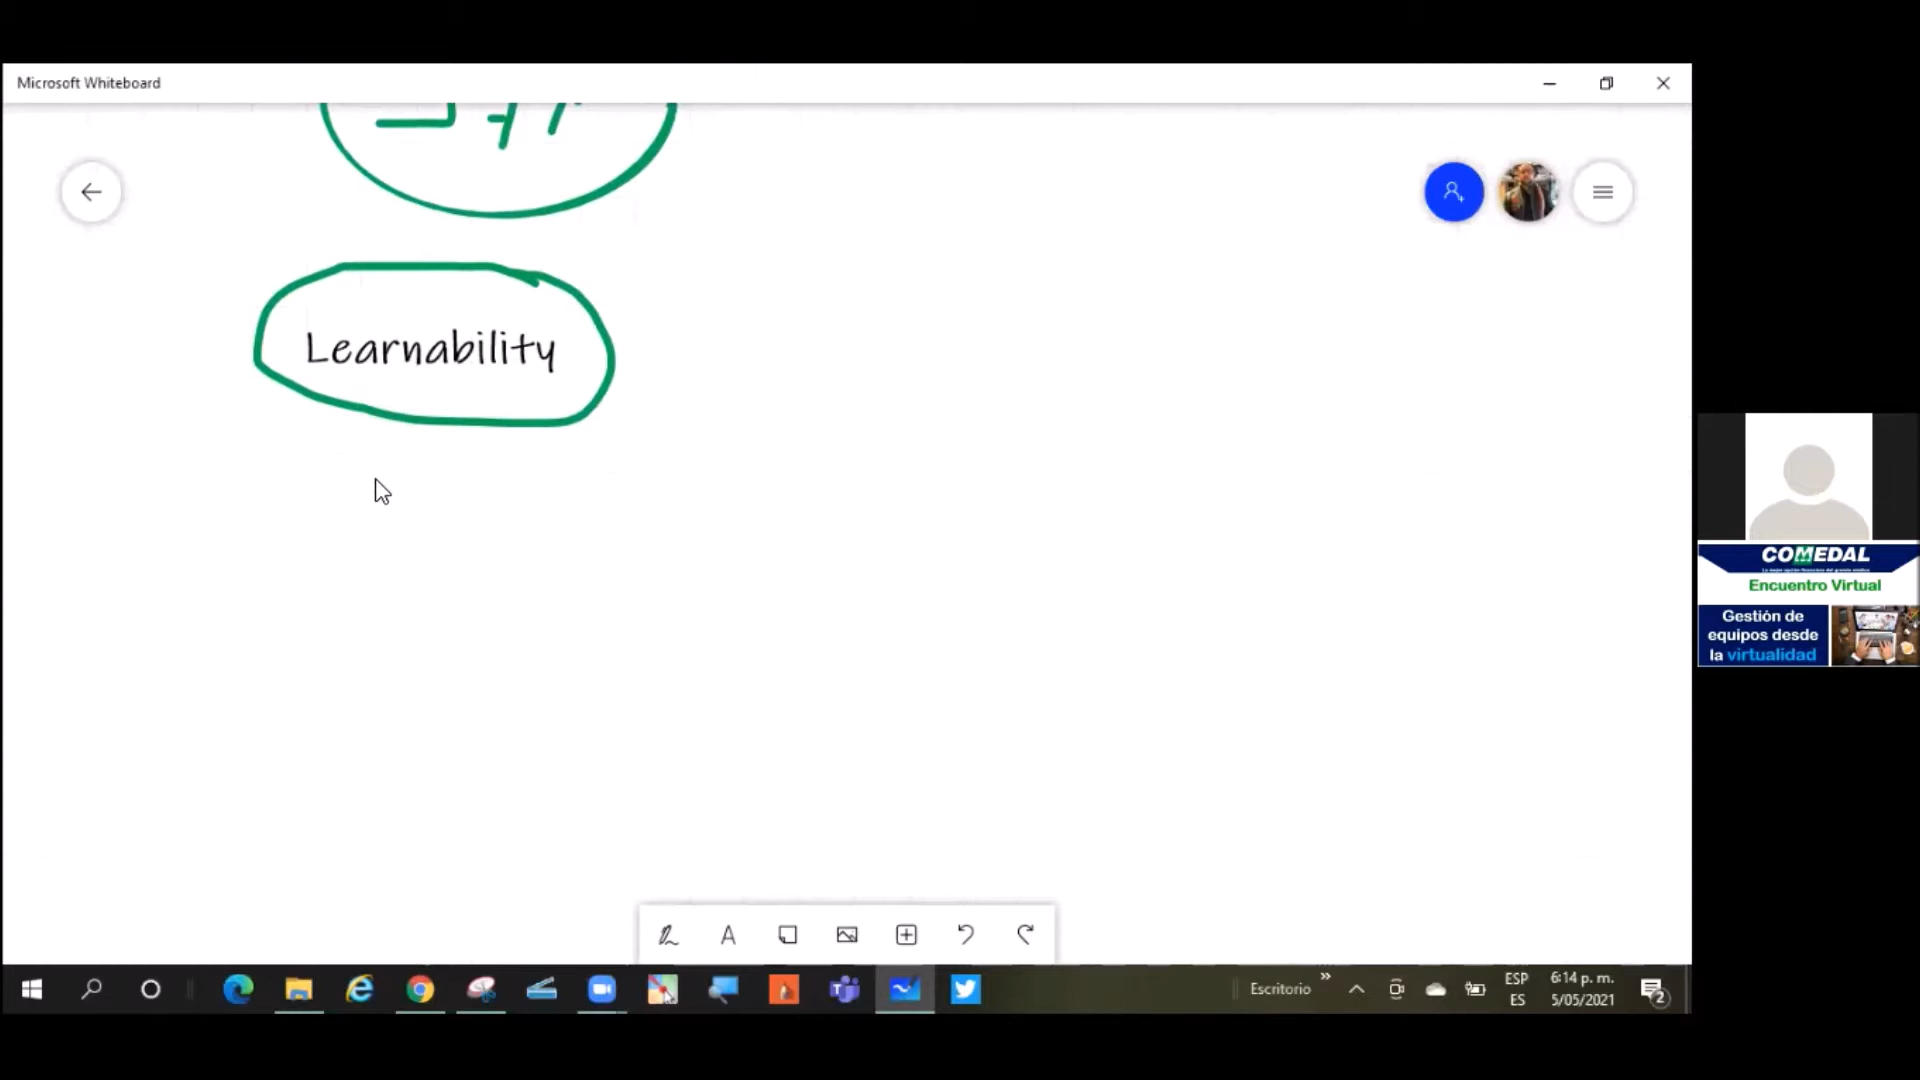 Microsoft Whiteboard
Learnability
COMEDAL
Encuentro Virtual
Gestión de
equipos desde
la virtualidad
Escritorio
ESP
ES
6:14 p. m.
5/05/2021
2